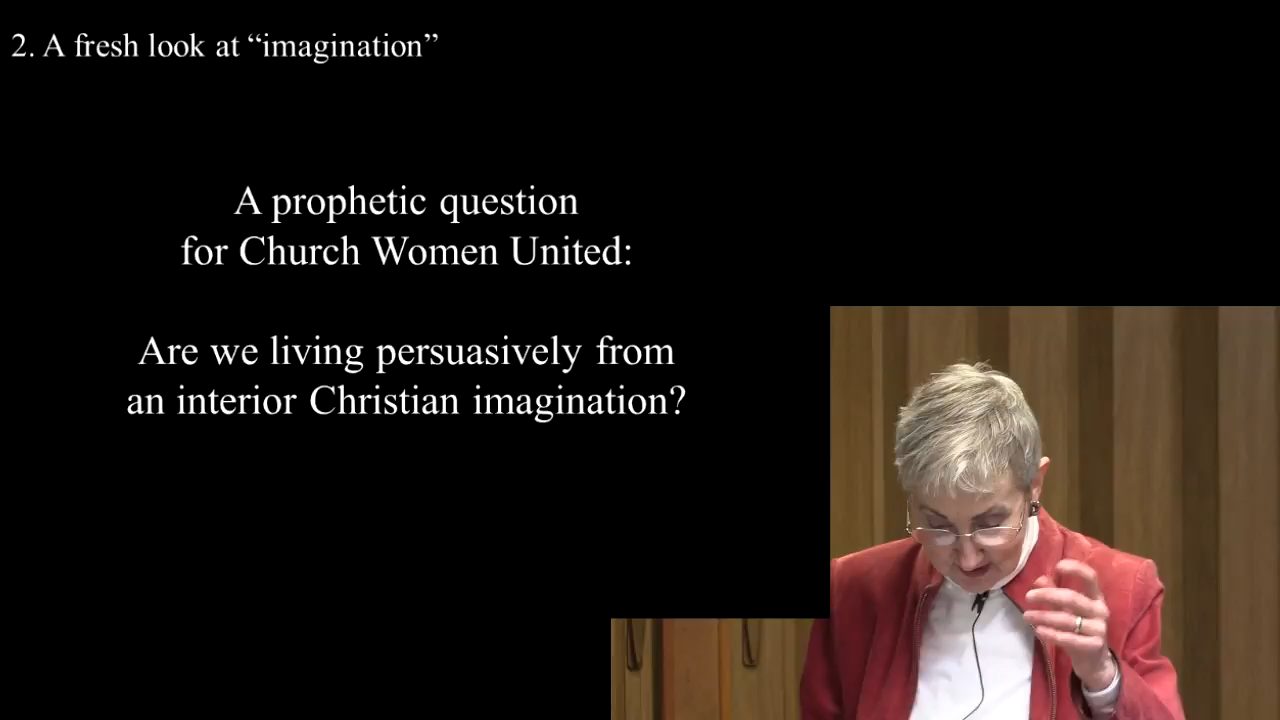 2. A fresh look at “imagination”
A prophetic question
for Church Women United:
Are we living persuasively from
an interior Christian imagination?